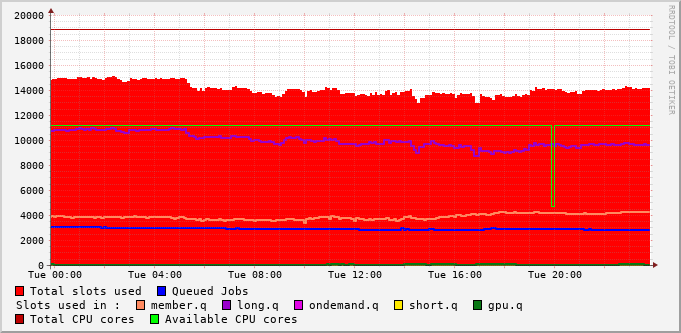 20000
18000
16000
14000
12000
10000
8000
6000
4000
2000
0
Tue 00:00 Tue 04:00 Tue 08:00 Tue 12:00 Tue 16:00 Tue 20:00
Total slots used Queued Jobs
Slots used in : member.q long.q ondemand.q short.q gpu.q
Total CPU cores Available CPU cores
RRDTOOL / TOBI OETIKER